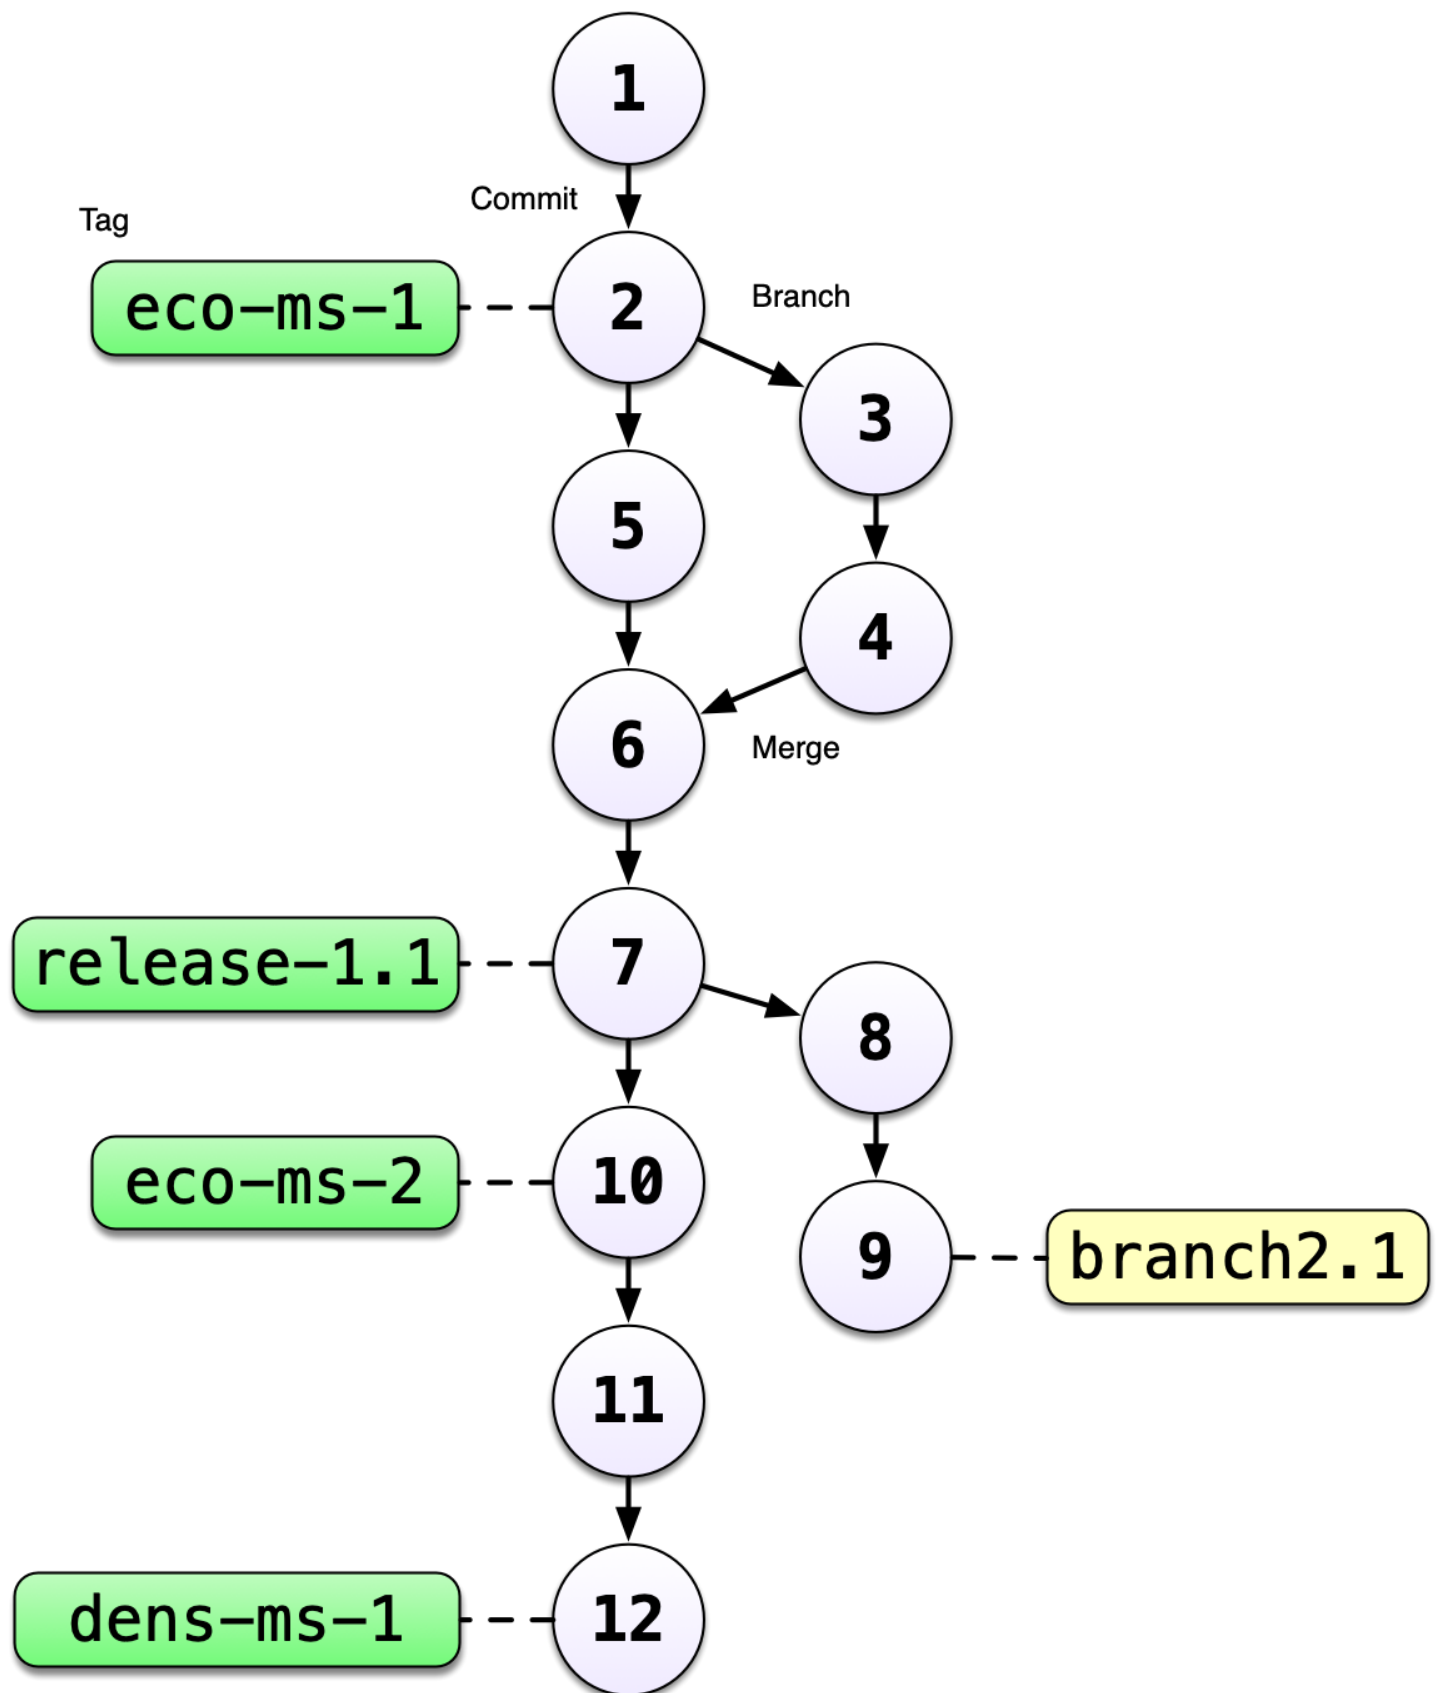 1
Commit
Tag
eco-ms-1
2
Branch
3
5
4
6
Merge
release-1.1
7
8
eco-ms-2
10
9
branch2.1
11
dens-ms-1
12